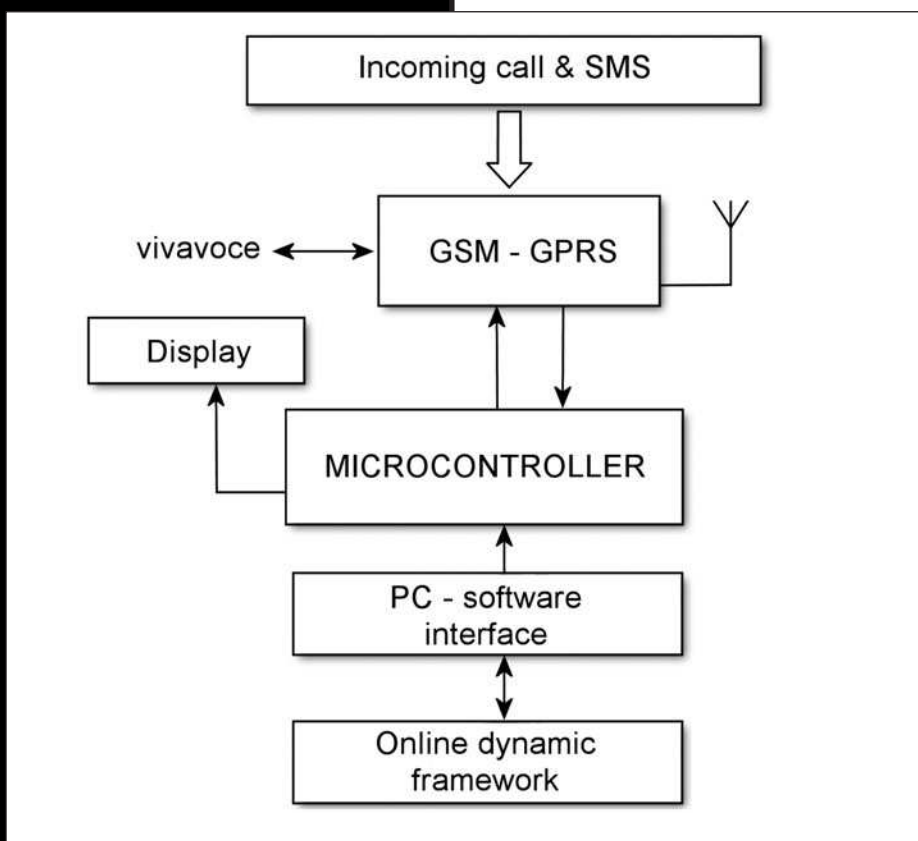 Incoming call & SMS
vivavoce
GSM - GPRS
Display
MICROCONTROLLER
PC - software
interface
Online dynamic
framework